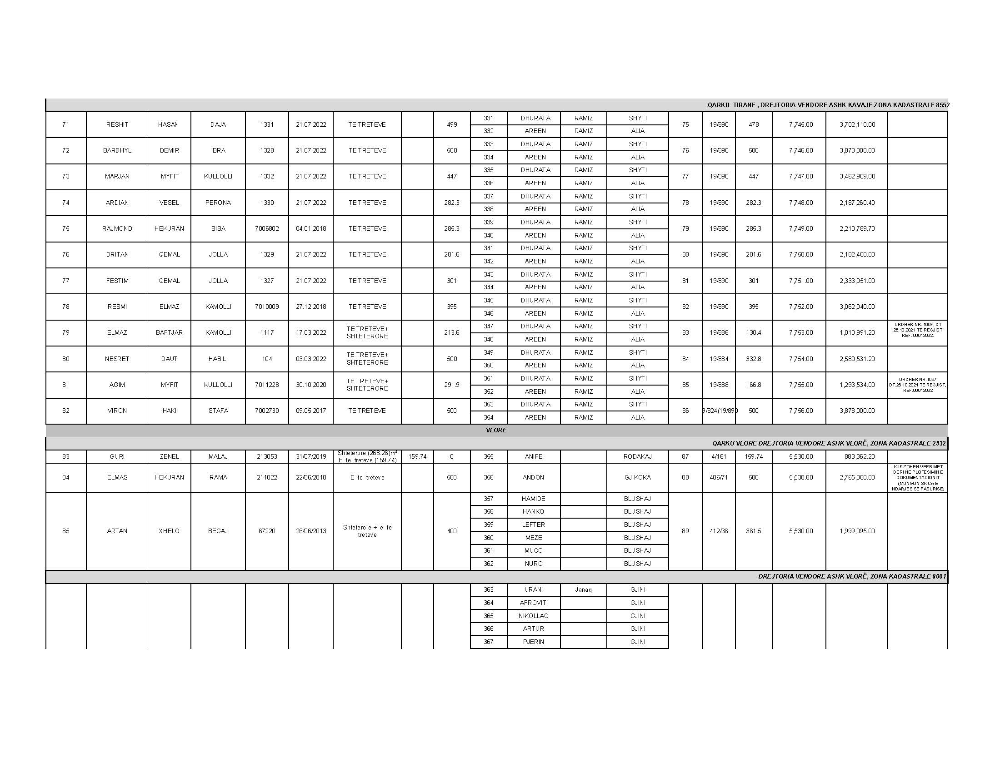 QARKU TIRANE , DREJTORIA VENDORE ASHK KAVAJE ZONA KADASTRALE 8552
71 RESHIT HASAN DAJA 1331 21.07.2022 TE TRETEVE 499 331 DHURATA RAMIZ SHYTI 75 19/890 478 7,745.00 3,702,110.00
332 ARBEN RAMIZ ALIA
72 BARDHYL DEMIR IBRA 1328 21.07.2022 TE TRETEVE 500 333 DHURATA RAMIZ SHYTI 76 19/890 500 7,746.00 3,873,000.00
334 ARBEN RAMIZ ALIA
73 MARJAN MYFIT KULLOLLI 1332 21.07.2022 TE TRETEVE 447 335 DHURATA RAMIZ SHYTI 77 19/890 447 7,747.00 3,462,909.00
336 ARBEN RAMIZ ALIA
74 ARDIAN VESEL PERONA 1330 21.07.2022 TE TRETEVE 282.3 337 DHURATA RAMIZ SHYTI 78 19/890 282.3 7,748.00 2,187,260.40
338 ARBEN RAMIZ ALIA
75 RAJMOND HEKURAN BIBA 7006802 04.01.2018 TE TRETEVE 285.3 339 DHURATA RAMIZ SHYTI 79 19/890 285.3 7,749.00 2,210,789.70
340 ARBEN RAMIZ ALIA
76 DRITAN QEMAL JOLLA 1329 21.07.2022 TE TRETEVE 281.6 341 DHURATA RAMIZ SHYTI 80 19/890 281.6 7,750.00 2,182,400.00
342 ARBEN RAMIZ ALIA
77 FESTIM QEMAL JOLLA 1327 21.07.2022 TE TRETEVE 301 343 DHURATA RAMIZ SHYTI 81 19/890 301 7,751.00 2,333,051.00
344 ARBEN RAMIZ ALIA
78 RESMI ELMAZ KAMOLLI 7010009 27.12.2018 TE TRETEVE 395 345 DHURATA RAMIZ SHYTI 82 19/890 395 7,752.00 3,062,040.00
346 ARBEN RAMIZ ALIA
79 ELMAZ BAFTJAR KAMOLLI 1117 17.03.2022 TE TRETEVE+ SHTETERORE 213.6 347 DHURATA RAMIZ SHYTI 83 19/886 130.4 7,753.00 1,010,991.20 URDHER NR. 1097, DT 26.10.2021 TE REGJIST REF. 00012032.
348 ARBEN RAMIZ ALIA
80 NESRET DAUT HABILI 104 03.03.2022 TE TRETEVE+ SHTETERORE 500 349 DHURATA RAMIZ SHYTI 84 19/884 332.8 7,754.00 2,580,531.20
350 ARBEN RAMIZ ALIA
81 AGIM MYFIT KULLOLLI 7011228 30.10.2020 TE TRETEVE+ SHTETERORE 291.9 351 DHURATA RAMIZ SHYTI 85 19/888 166.8 7,755.00 1,293,534.00 URDHER NR.1097 DT.26.10.2021 TE REGJIST, REF.00012032
352 ARBEN RAMIZ ALIA
82 VIRON HAKI STAFA 7002730 09.05.2017 TE TRETEVE 500 353 DHURATA RAMIZ SHYTI 86 9/824(19/890 500 7,756.00 3,878,000.00
354 ARBEN RAMIZ ALIA
VLORE
QARKU VLORE DREJTORIA VENDORE ASHK VLORË, ZONA KADASTRALE 2832
83 GURI ZENEL MALAJ 213053 31/07/2019 Shteterore (268.26)m² E te treteve (159.74) 159.74 0 355 ANIFE RODAKAJ 87 4/161 159.74 5,530.00 883,362.20
84 ELMAS HEKURAN RAMA 211022 22/06/2018 E te treteve 500 356 ANDON GJIKOKA 88 406/71 500 5,530.00 2,765,000.00 KUFIZOHEN VEPRIMET DERI NE PLOTESIMIN E DOKUMENTACIONIT (MUNGON SKICA E NDARJES SE PASURISE)
85 ARTAN XHELO BEGAJ 67220 26/06/2013 Shteterore + e te treteve 400 357 HAMIDE BLUSHAJ 89 412/36 361.5 5,530.00 1,999,095.00
358 HANKO BLUSHAJ
359 LEFTER BLUSHAJ
360 MEZE BLUSHAJ
361 MUCO BLUSHAJ
362 NURO BLUSHAJ
DREJTORIA VENDORE ASHK VLORË, ZONA KADASTRALE 8601
363 URANI Janaq GJINI
364 AFROVITI GJINI
365 NIKOLLAQ GJINI
366 ARTUR GJINI
367 PJERIN GJINI